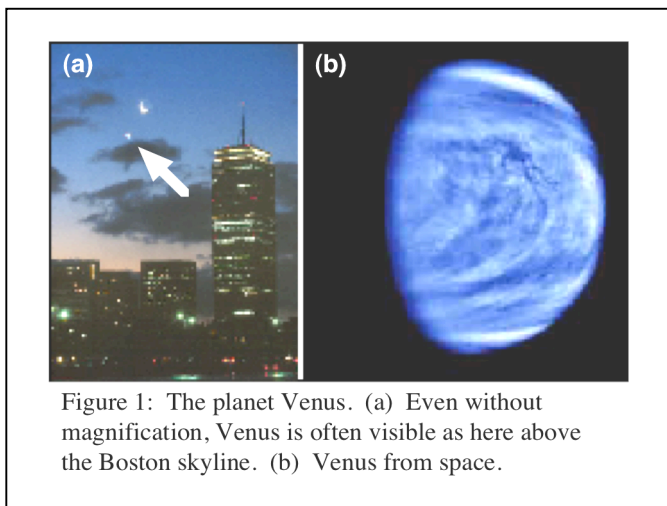 (a)
(b)
Figure 1: The planet Venus. (a) Even without
magnification, Venus is often visible as here above
the Boston skyline. (b) Venus from space.